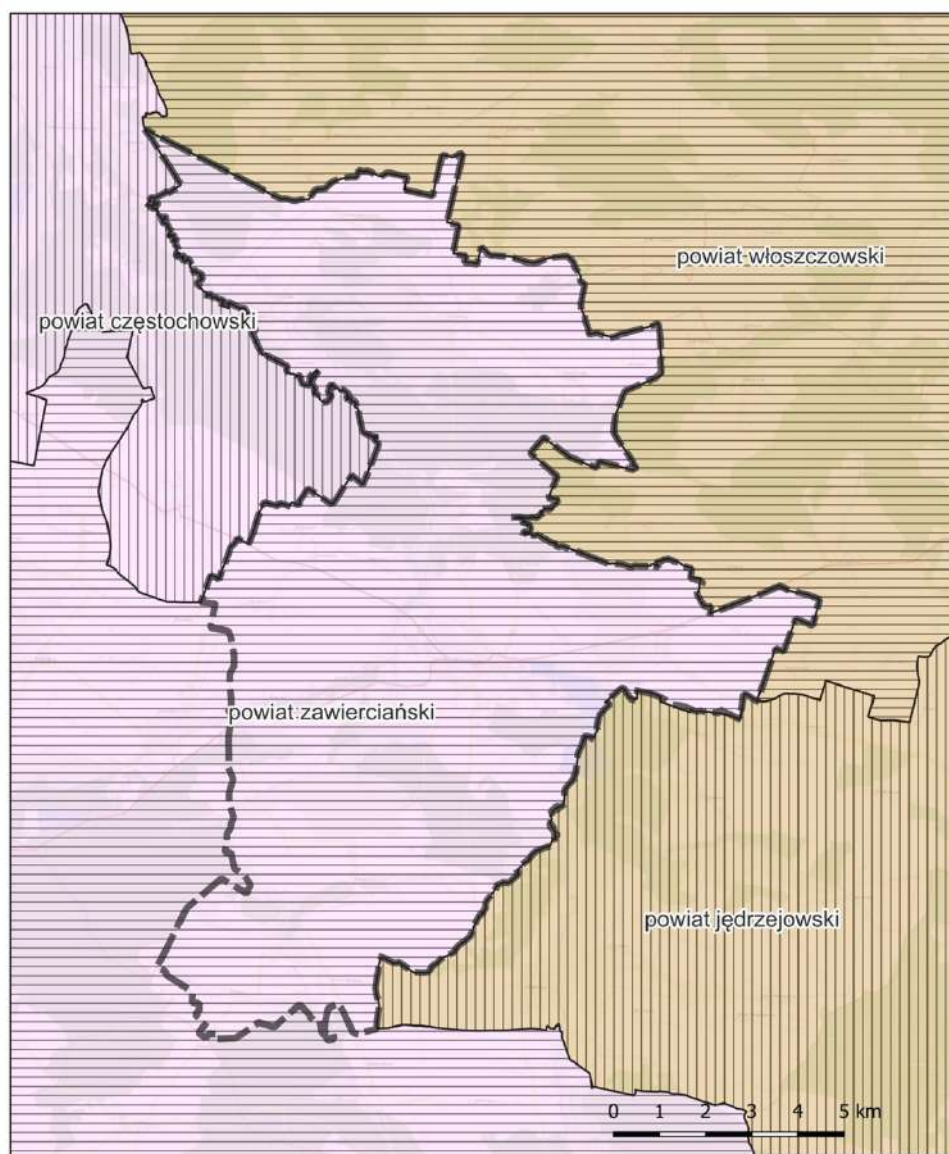 powiat włoszczowski
powiat częstochowski
powiat zawierciański
powiat jędrzejowski
0 1 2 3 4 5 km